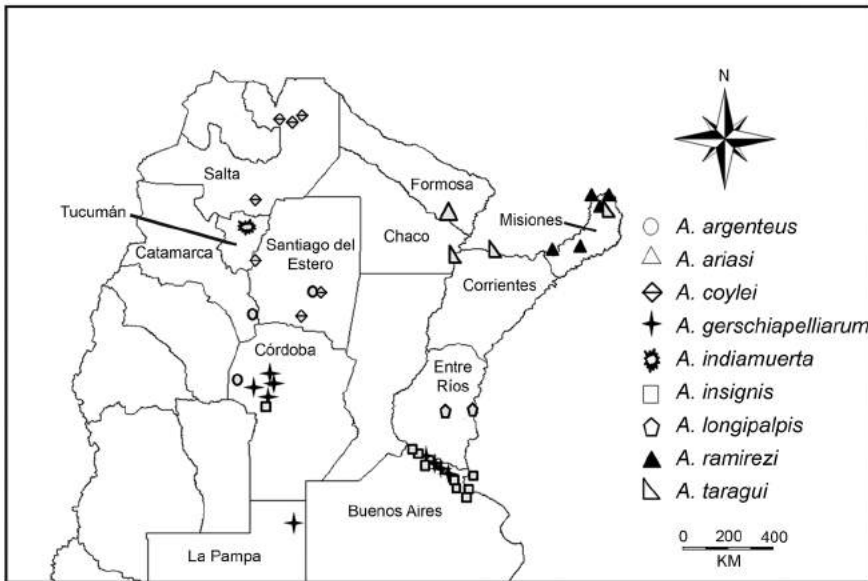 N
Salta
Formosa
Tucumán
Misiones
Chaco
Santiago del
Estero
Catamarca
Corrientes
Córdoba
Entre
Ríos
Buenos Aires
La Pampa
A. argenteus
A. ariasi
A. coylei
A. gerschiapelliarum
A. indiamuerta
A. insignis
A. longipalpis
A. ramirezi
A. taragui
0 200 400
KM